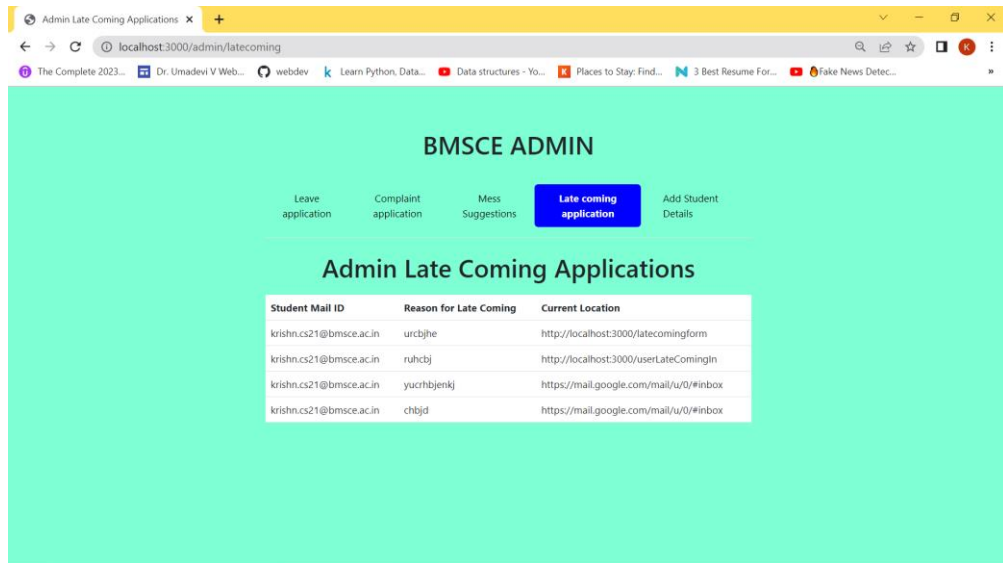 Admin Late Coming Applications
localhost:3000/admin/latecoming
K
The Complete 2023... Dr. Umadevi V Web... webdev Learn Python, Data... Data structures - Yo... Places to Stay: Find... 3 Best Resume For... Fake News Detec... »
BMSCE ADMIN
Leave Complaint Mess Late coming Add Student
application application Suggestions application Details
Admin Late Coming Applications
Student Mail ID Reason for Late Coming Current Location
krishn.cs21@bmsce.ac.in urcbjhe http://localhost:3000/latecomingform
krishn.cs21@bmsce.ac.in ruhcbj http://localhost:3000/userLateComingIn
krishn.cs21@bmsce.ac.in yucrhbjenkj https://mail.google.com/mail/u/0/#inbox
krishn.cs21@bmsce.ac.in chbjd https://mail.google.com/mail/u/0/#inbox